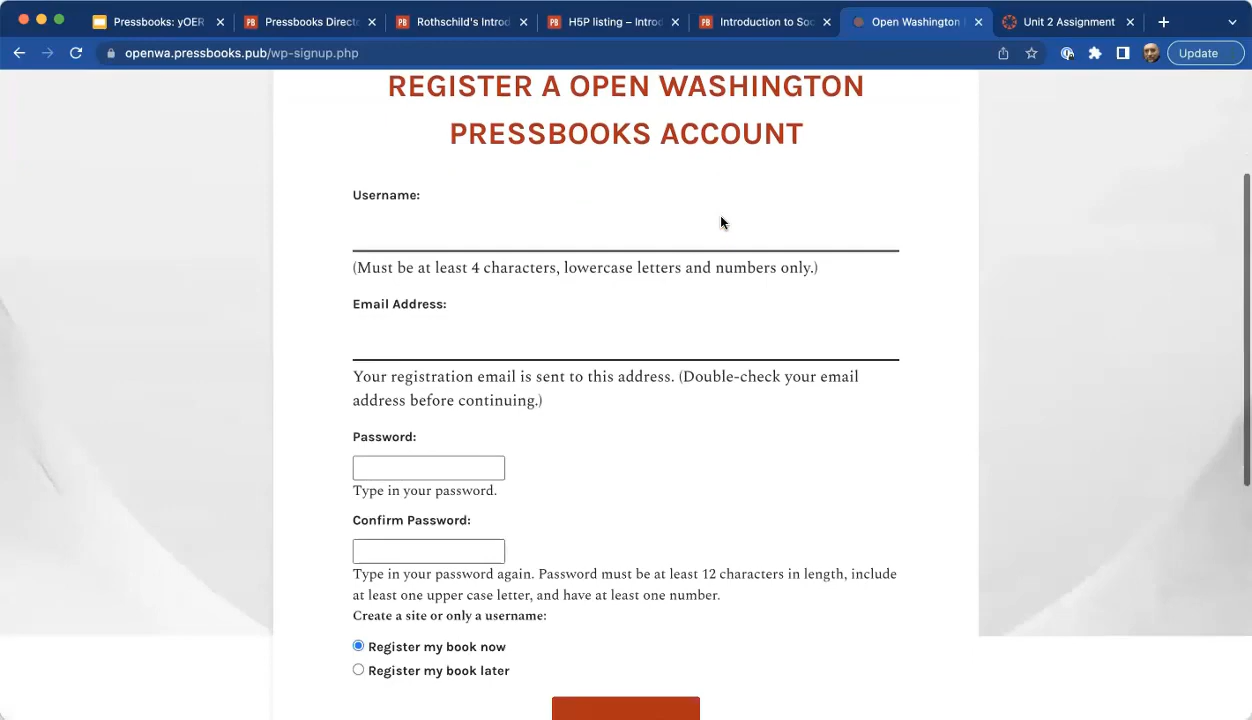 Pressbooks: yOER
Pressbooks Directo
Rothschild's Introd
H5P listing – Introd
Introduction to Soc
Open Washington
Unit 2 Assignment
openwa.pressbooks.pub/wp-signup.php
Update
REGISTER A OPEN WASHINGTON
PRESSBOOKS ACCOUNT
Username:
(Must be at least 4 characters, lowercase letters and numbers only.)
Email Address:
Your registration email is sent to this address. (Double-check your email
address before continuing.)
Password:
Type in your password.
Confirm Password:
Type in your password again. Password must be at least 12 characters in length, include
at least one upper case letter, and have at least one number.
Create a site or only a username:
Register my book now
Register my book later